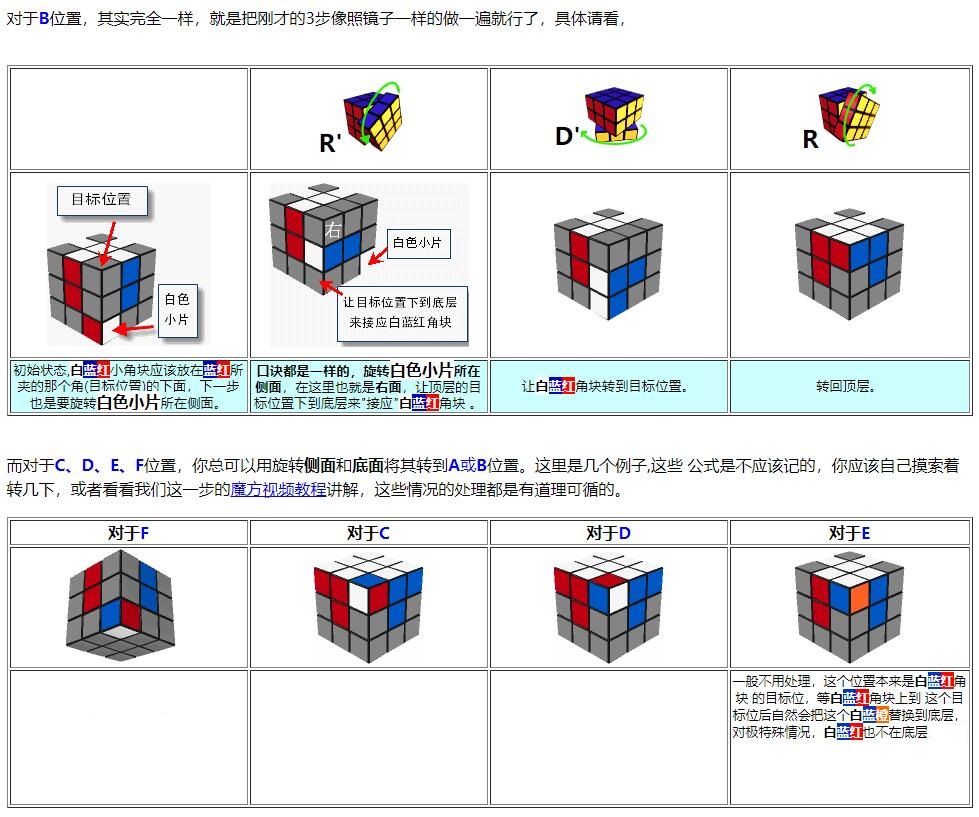 对于B位置，其实完全一样，就是把刚才的3步像照镜子一样的做一遍就行了，具体请看，
R'
D'
R
目标位置
白色
小片
右
白色小片
让目标位置下到底层
来接应白蓝红角块
初始状态,白蓝红小角块应该放在蓝红所
夹的那个角(目标位置)的下面，下一步
也是要旋转白色小片所在侧面。
口诀都是一样的，旋转白色小片所在
侧面，在这里也就是右面，让顶层的目
标位置下到底层来"接应"白蓝红角块 。
让白蓝红角块转到目标位置。
转回顶层。
而对于C、D、E、F位置，你总可以用旋转侧面和底面将其转到A或B位置。这里是几个例子,这些 公式是不应该记的，你应该自己摸索着
转几下，或者看看我们这一步的魔方视频教程讲解，这些情况的处理都是有道理可循的。
对于F
对于C
对于D
对于E
一般不用处理，这个位置本来是白蓝红角
块 的目标位，等白蓝红角块上到 这个目
标位后自然会把这个白蓝橙替换到底层，
对极特殊情况，白蓝红也不在底层